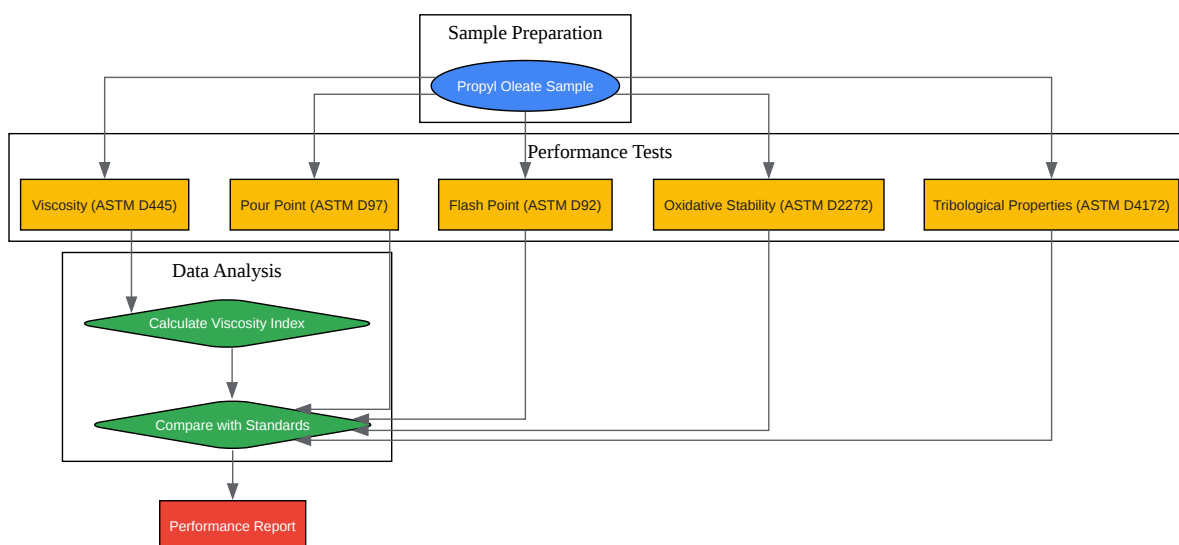 Sample Preparation
Propyl Oleate Sample
Performance Tests
Viscosity (ASTM D445)
Pour Point (ASTM D97)
Flash Point (ASTM D92)
Oxidative Stability (ASTM D2272)
Tribological Properties (ASTM D4172)
Data Analysis
Calculate Viscosity Index
Compare with Standards
Performance Report